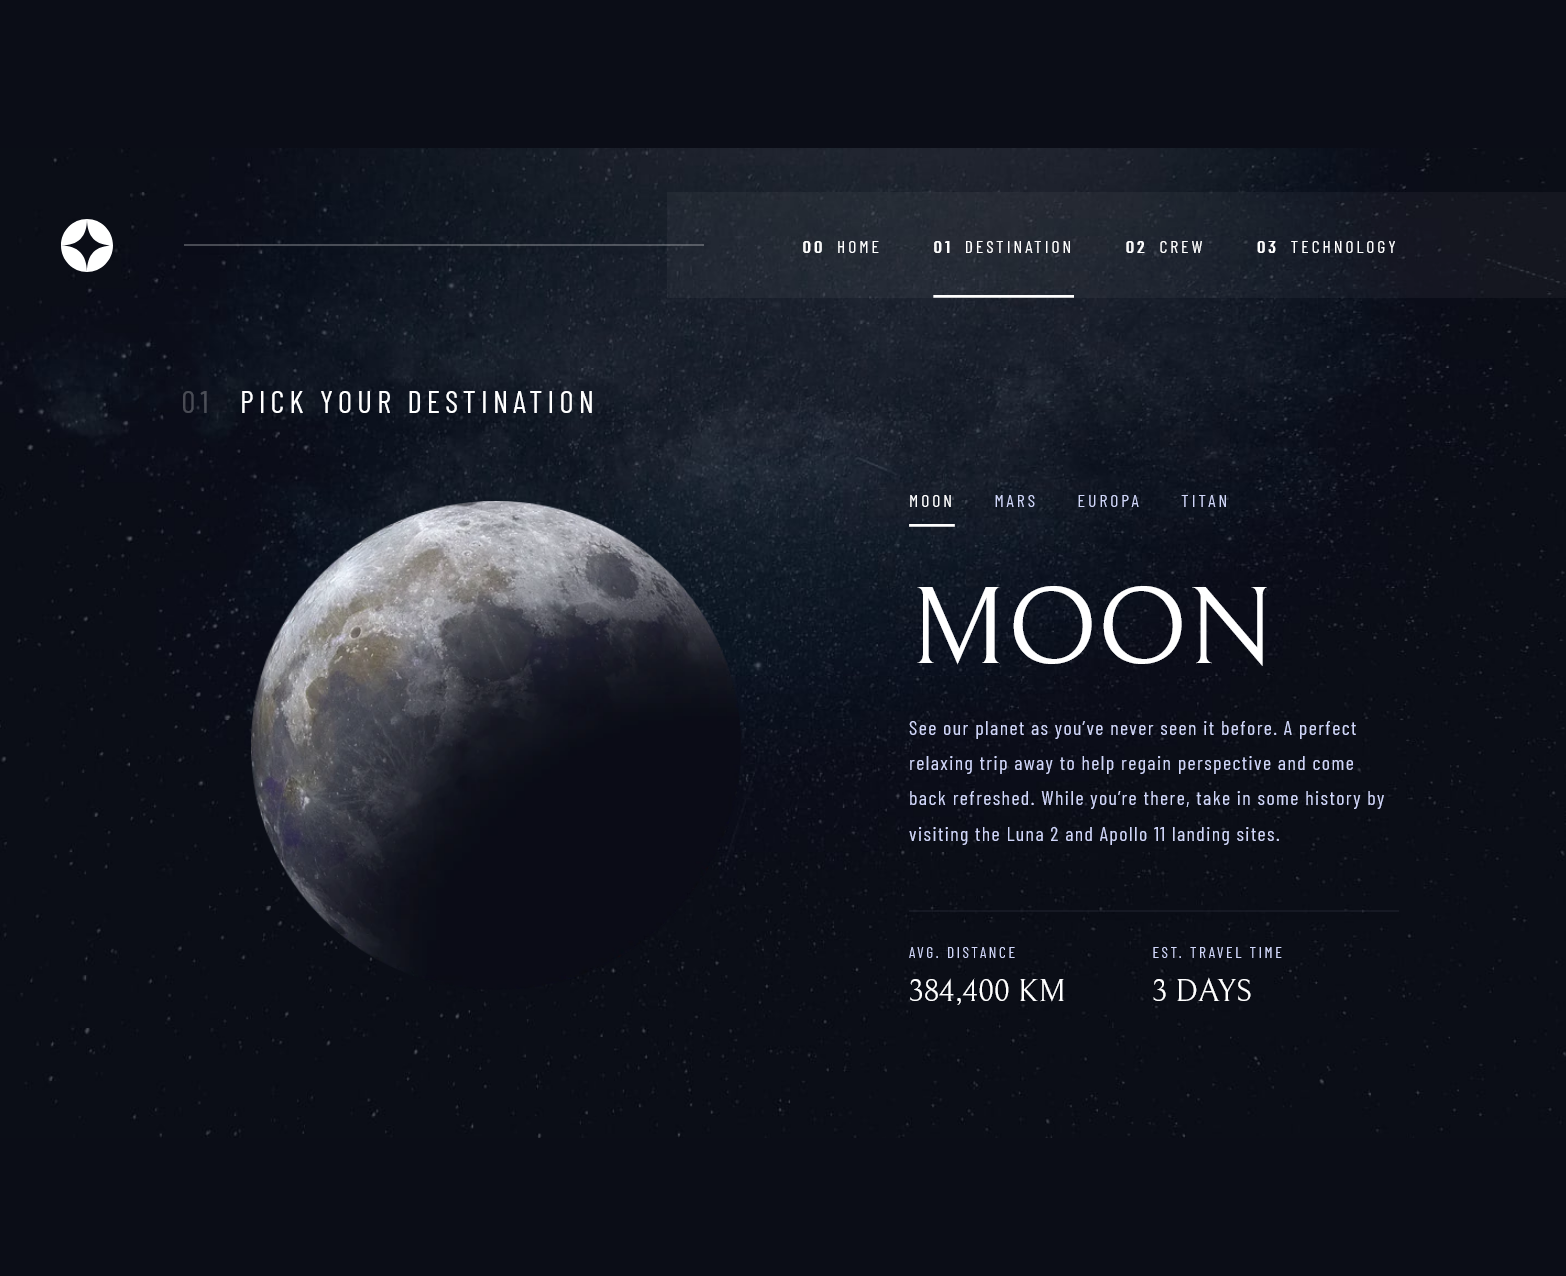 00 HOME 01 DESTINATION 02 CREW 03 TECHNOLOGY
01 PICK YOUR DESTINATION
MOON MARS EUROPA TITAN
MOON
See our planet as you’ve never seen it before. A perfect
relaxing trip away to help regain perspective and come
back refreshed. While you’re there, take in some history by
visiting the Luna 2 and Apollo 11 landing sites.
AVG. DISTANCE EST. TRAVEL TIME
384,400 KM 3 DAYS